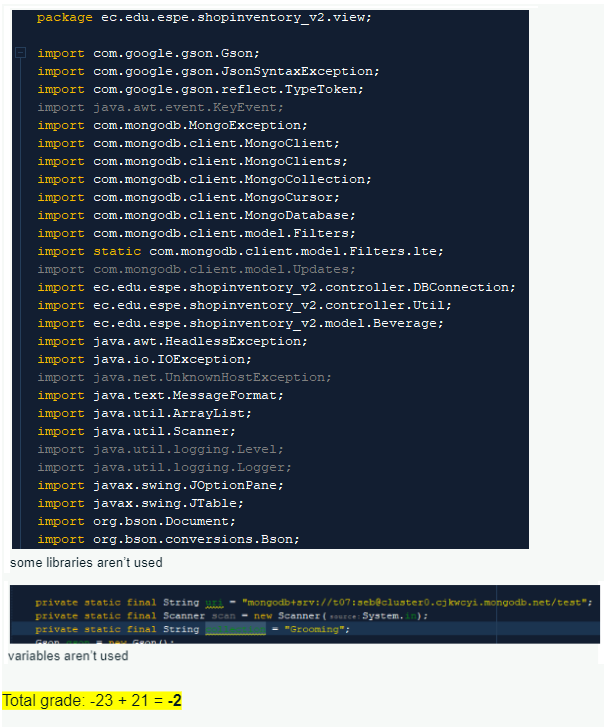 package ec.edu.espe.shopinventory_v2.view;
import com.google.gson.Gson;
import com.google.gson.JsonSyntaxException;
import com.google.gson.reflect.TypeToken;
import java.awt.event.KeyEvent;
import com.mongodb.MongoException;
import com.mongodb.client.MongoClient;
import com.mongodb.client.MongoClients;
import com.mongodb.client.MongoCollection;
import com.mongodb.client.MongoCursor;
import com.mongodb.client.MongoDatabase;
import com.mongodb.client.model.Filters;
import static com.mongodb.client.model.Filters.lte;
import com.mongodb.client.model.Updates;
import ec.edu.espe.shopinventory_v2.controller.DBConnection;
import ec.edu.espe.shopinventory_v2.controller.Util;
import ec.edu.espe.shopinventory_v2.model.Beverage;
import java.awt.HeadlessException;
import java.io.IOException;
import java.net.UnknownHostException;
import java.text.MessageFormat;
import java.util.ArrayList;
import java.util.Scanner;
import java.util.logging.Level;
import java.util.logging.Logger;
import javax.swing.JOptionPane;
import javax.swing.JTable;
import org.bson.Document;
import org.bson.conversions.Bson;
some libraries aren't used
private static final String uri = "mongodb+srv://t07:seb@cluster0.cjkwcyi.mongodb.net/test";
private static final Scanner scan = new Scanner(source:System.in);
private static final String = "Grooming";
Gson gson = new Gson();
variables aren't used
Total grade: -23 + 21 = -2